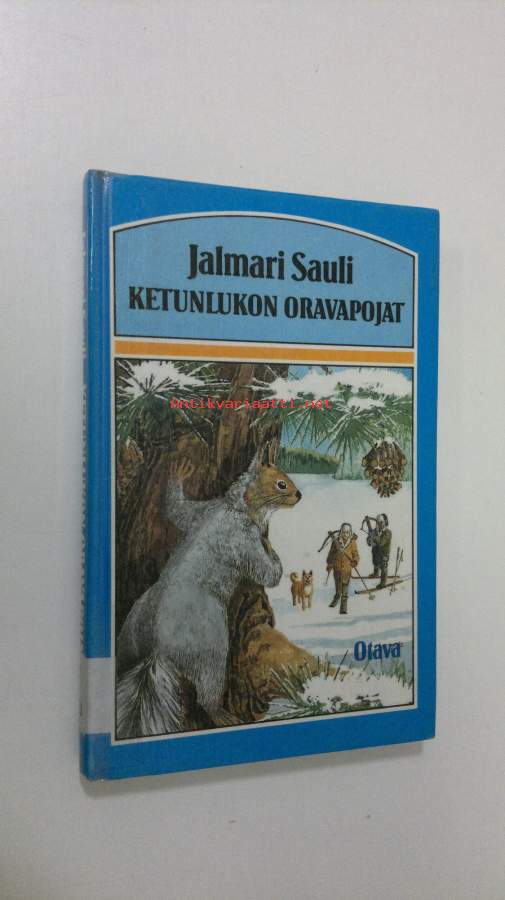 Jalmari Sauli
KETUNLUKON ORAVAPOJAT
Antikvariaatti.net
Otava